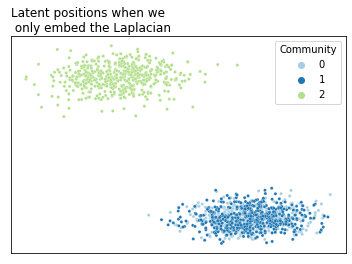 Latent positions when we
only embed the Laplacian
Community
0
1
2